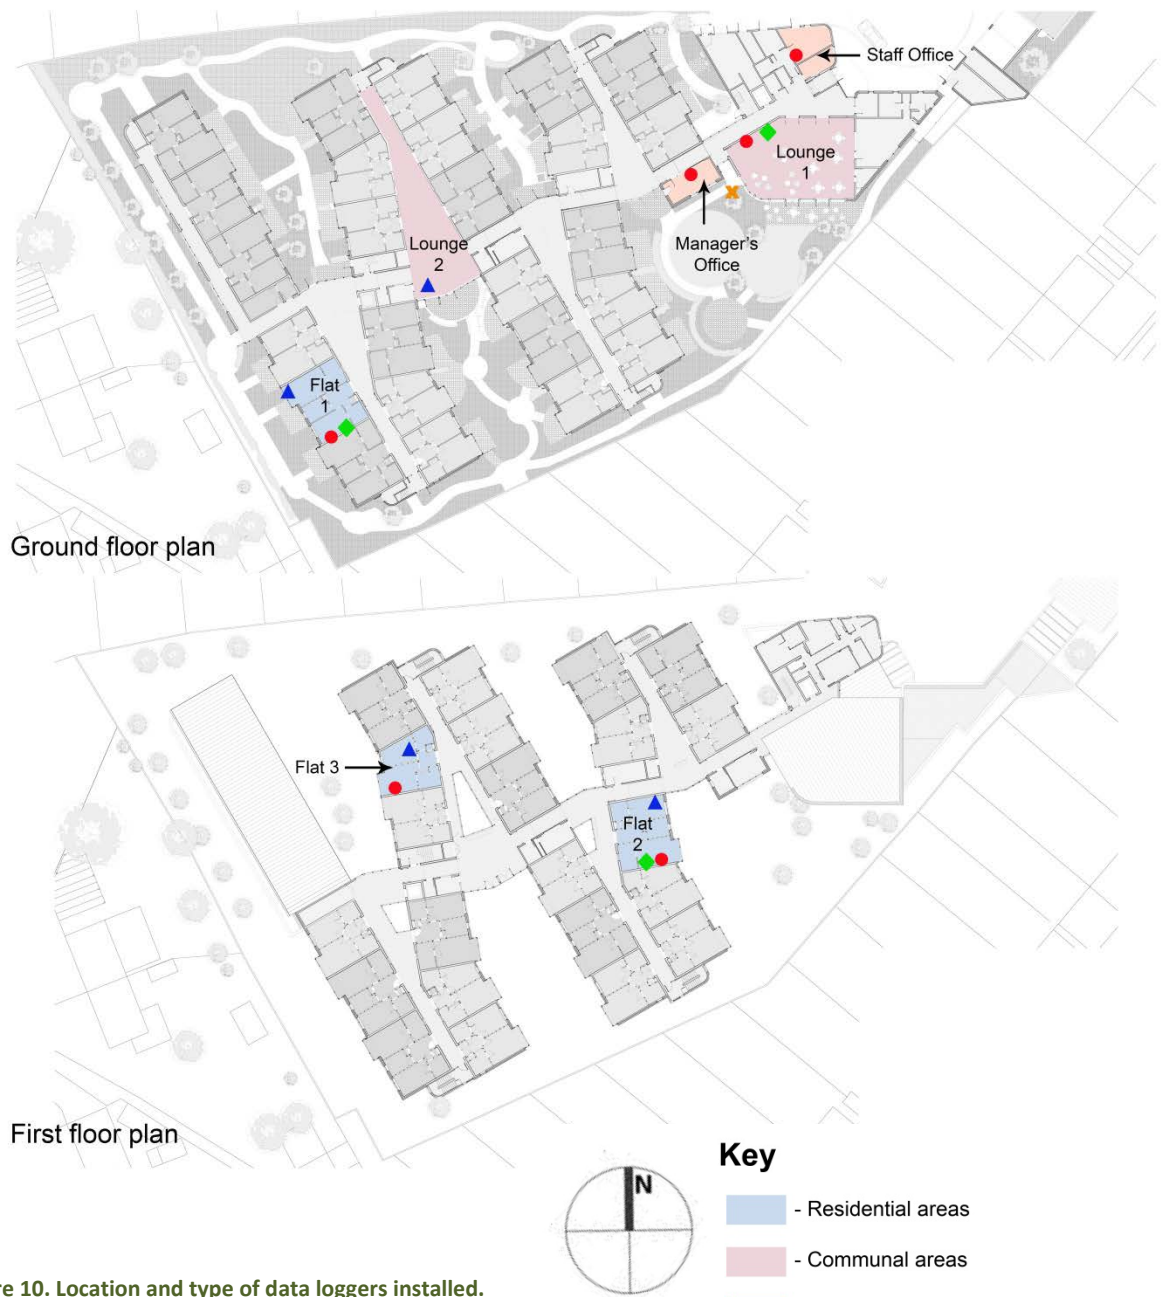 Staff Office
Lounge
1
Manager's
Office
Lounge
2
Flat
1
Ground floor plan
Flat 3
Flat
2
First floor plan
Key
N
- Residential areas
- Communal areas
re 10. Location and type of data loggers installed.